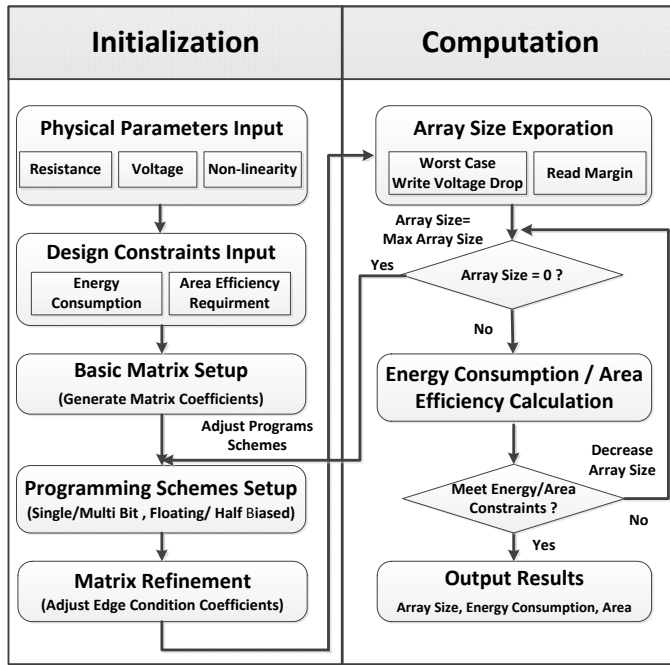 Initialization
Physical Parameters Input
Resistance
Voltage
Non-linearity
Design Constraints Input
Energy
Consumption
Area Efficiency
Requirment
Basic Matrix Setup
(Generate Matrix Coefficients)
Adjust Programs
Schemes
Programming Schemes Setup
(Single/Multi Bit , Floating/ Half Biased)
Matrix Refinement
(Adjust Edge Condition Coefficients)
Computation
Array Size Exporation
Worst Case
Write Voltage Drop
Read Margin
Array Size=
Max Array Size
Yes
Array Size = 0 ?
No
Energy Consumption / Area
Efficiency Calculation
Decrease
Array Size
Meet Energy/Area
Constraints ?
No
Yes
Output Results
Array Size, Energy Consumption, Area